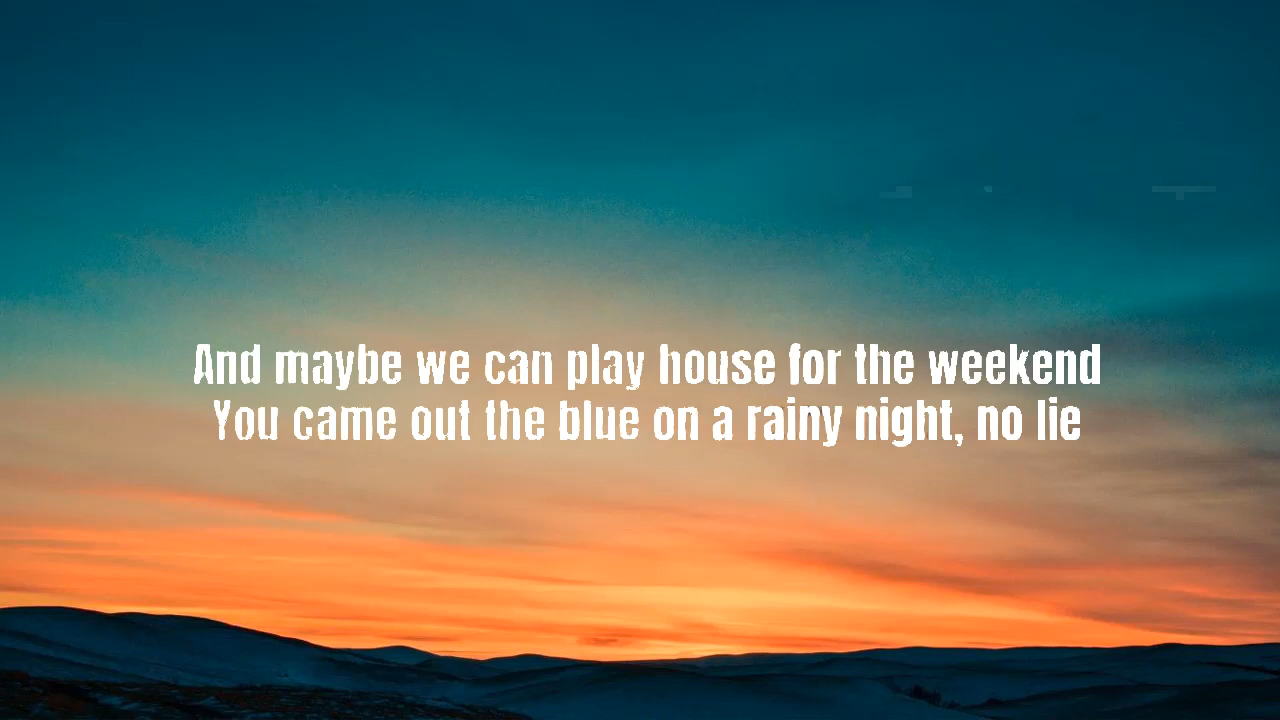 And maybe we can play house for the weekend
You came out the blue on a rainy night, no lie